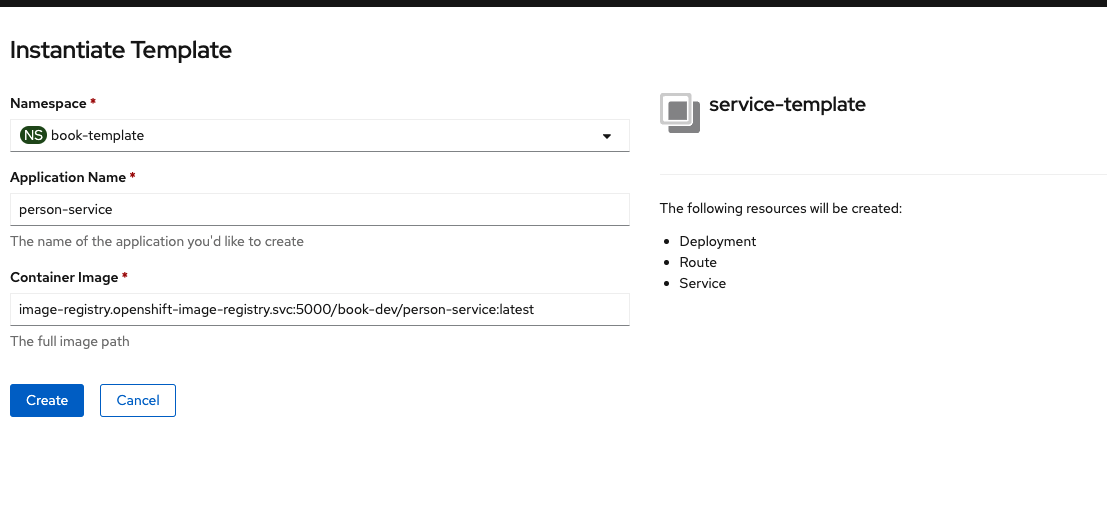 Instantiate Template
Namespace *
NS book-template
Application Name *
person-service
The name of the application you'd like to create
Container Image *
image-registry.openshift-image-registry.svc:5000/book-dev/person-service:latest
The full image path
Create Cancel
service-template
The following resources will be created:
Deployment
Route
Service